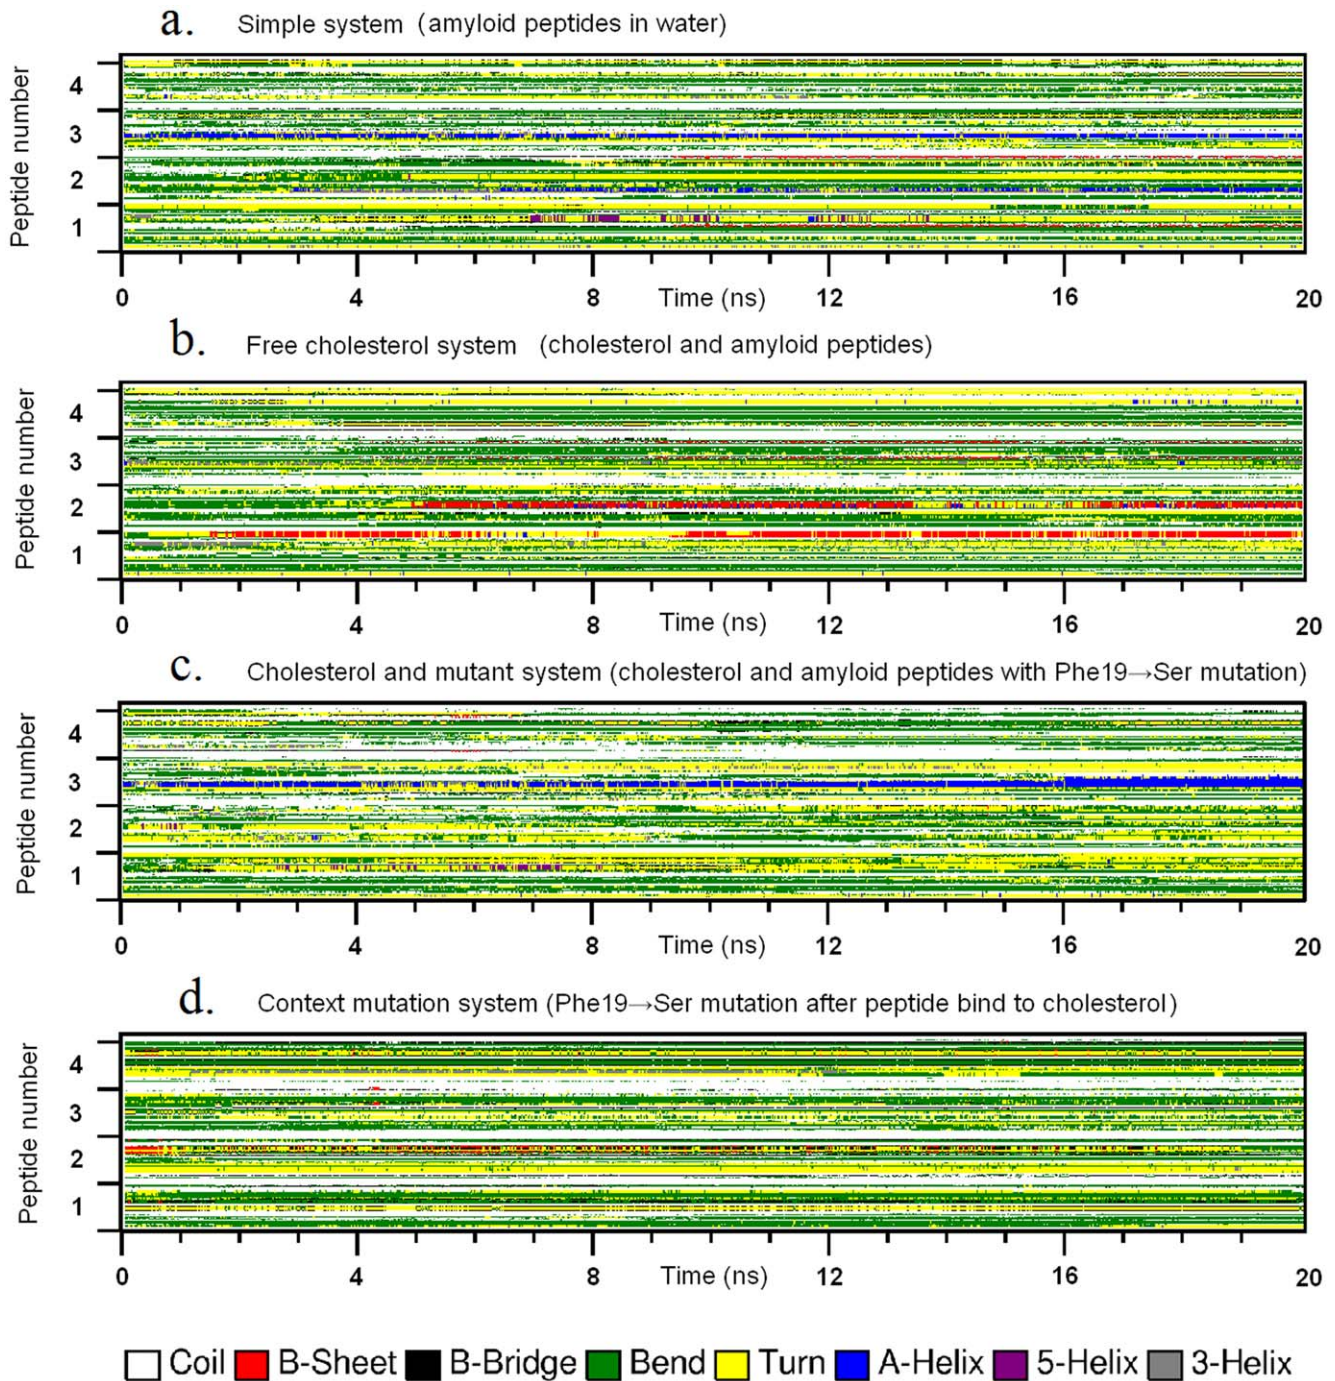 a. Simple system (amyloid peptides in water)
Peptide number
4
3
2
1
0 4 8 Time (ns) 12 16 20
b. Free cholesterol system (cholesterol and amyloid peptides)
Peptide number
4
3
2
1
0 4 8 Time (ns) 12 16 20
c. Cholesterol and mutant system (cholesterol and amyloid peptides with Phe19→Ser mutation)
Peptide number
4
3
2
1
0 4 8 Time (ns) 12 16 20
d. Context mutation system (Phe19→Ser mutation after peptide bind to cholesterol)
Peptide number
4
3
2
1
0 4 8 Time (ns) 12 16 20
Coil B-Sheet B-Bridge Bend Turn A-Helix 5-Helix 3-Helix